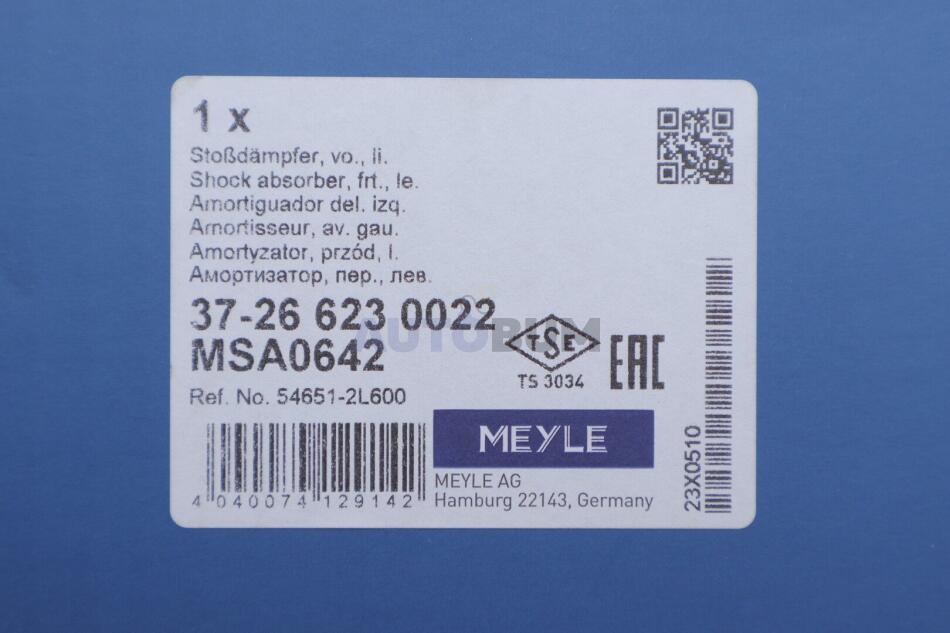 1 x
Stoßdämpfer, vo., li.
Shock absorber, frt., le.
Amortiguador del. izq.
Amortisseur, av. gau.
Amortyzator, przód, l.
Амортизатор, пер., лев.
37-26 623 0022
AUTOBUM
MSA0642
TSE
TS 3034
EAC
Ref. No. 54651-2L600
MEYLE
MEYLE AG
Hamburg 22143, Germany
4 040074 129142
23X0510